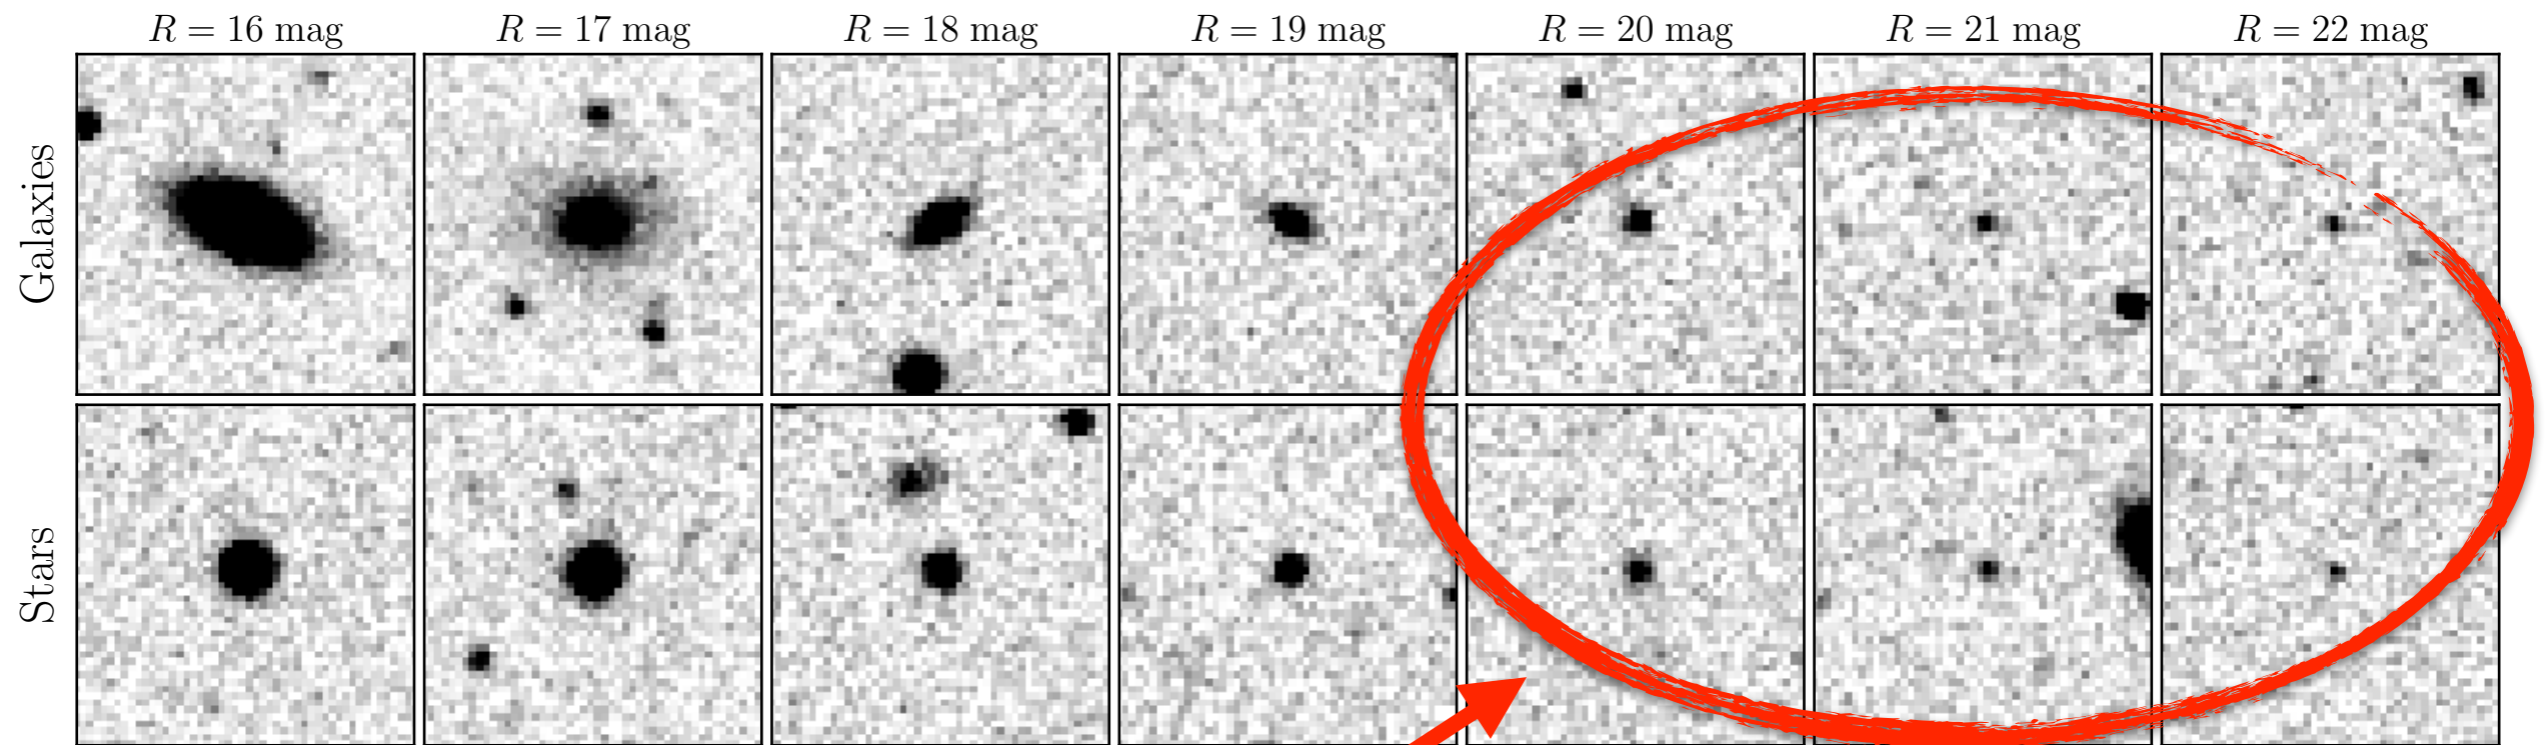 R = 16 mag R = 17 mag R = 18 mag R = 19 mag R = 20 mag R = 21 mag R = 22 mag
Galaxies
Stars